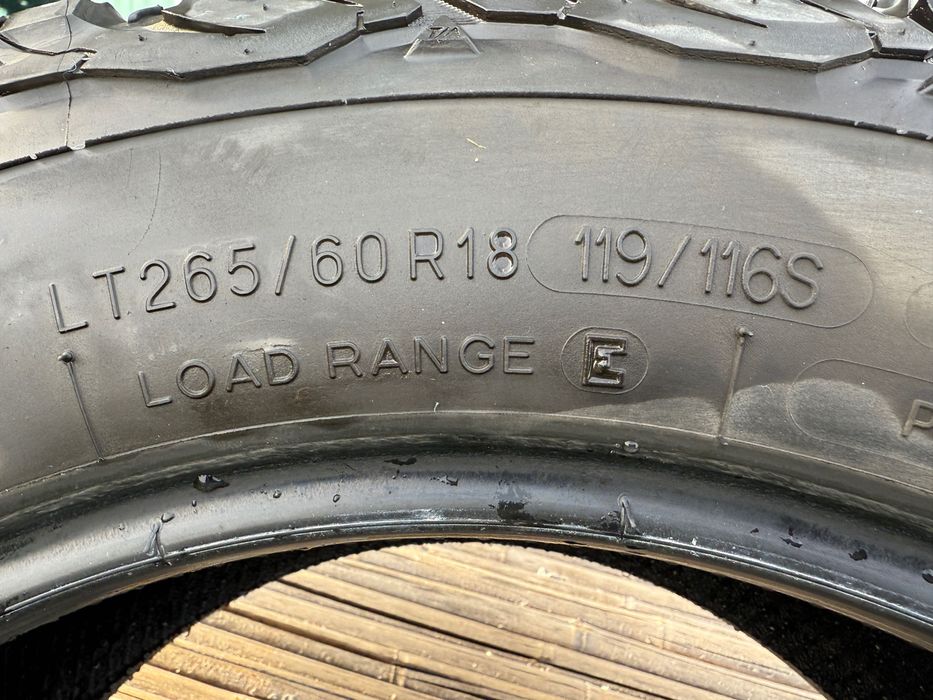 LT265/60R18 119/116S
LOAD RANGE E
P